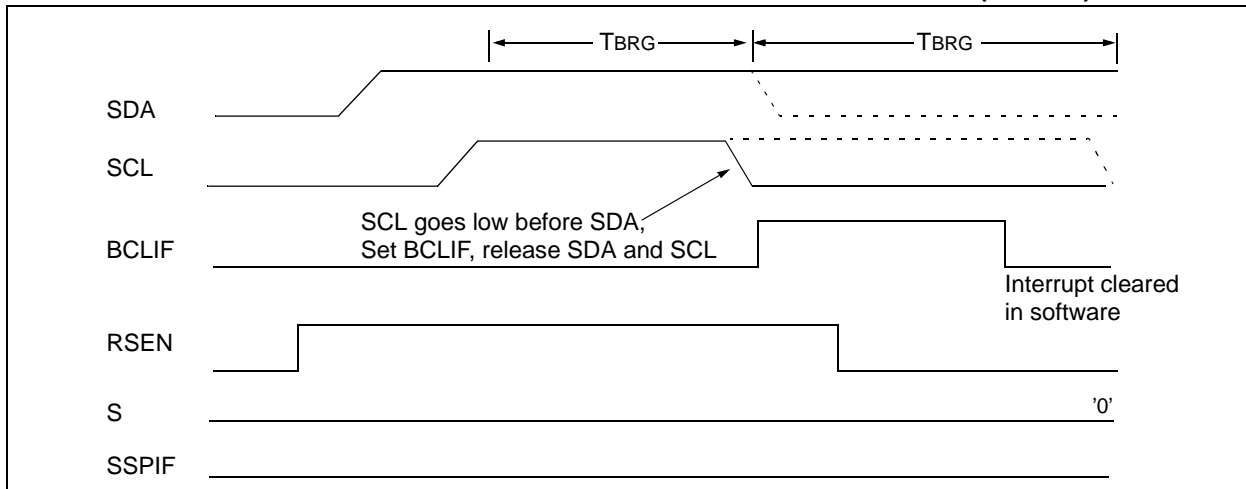 TBRG
TBRG
SDA
SCL
SCL goes low before SDA,
Set BCLIF, release SDA and SCL
BCLIF
Interrupt cleared
in software
RSEN
S
'0'
SSPIF